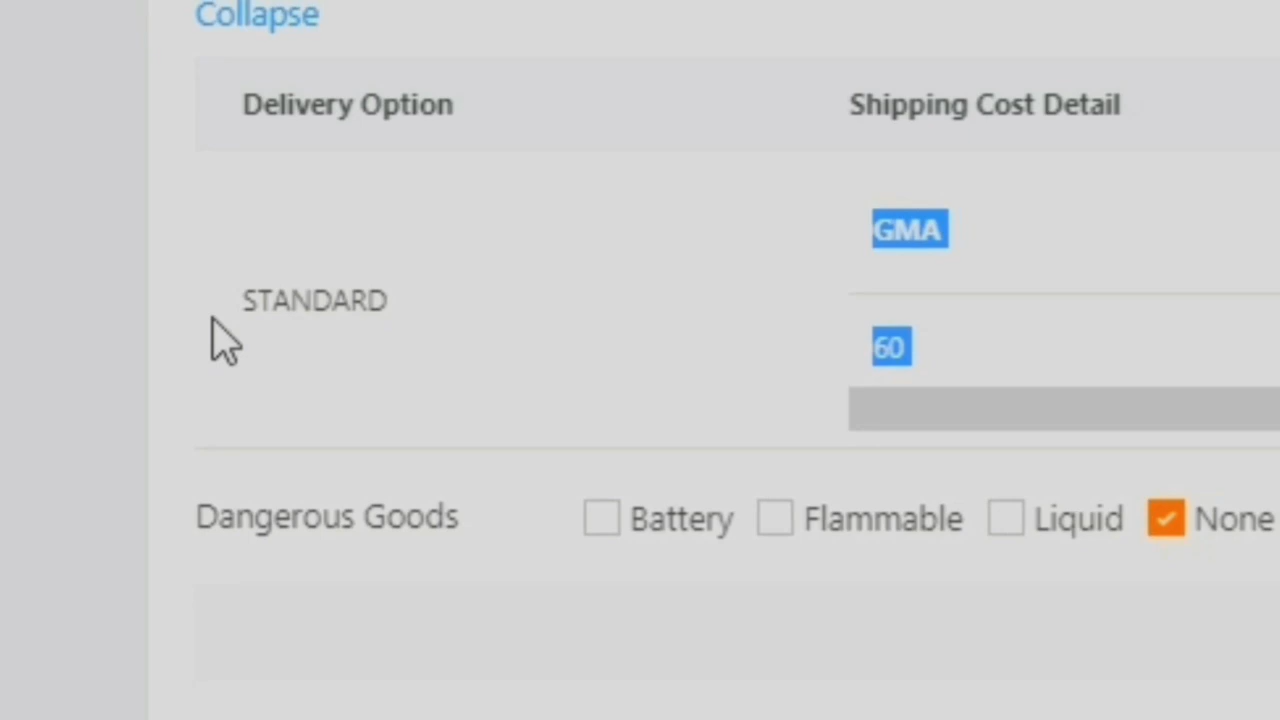 Collapse
Delivery Option Shipping Cost Detail
GMA
STANDARD
60
Dangerous Goods Battery Flammable Liquid None